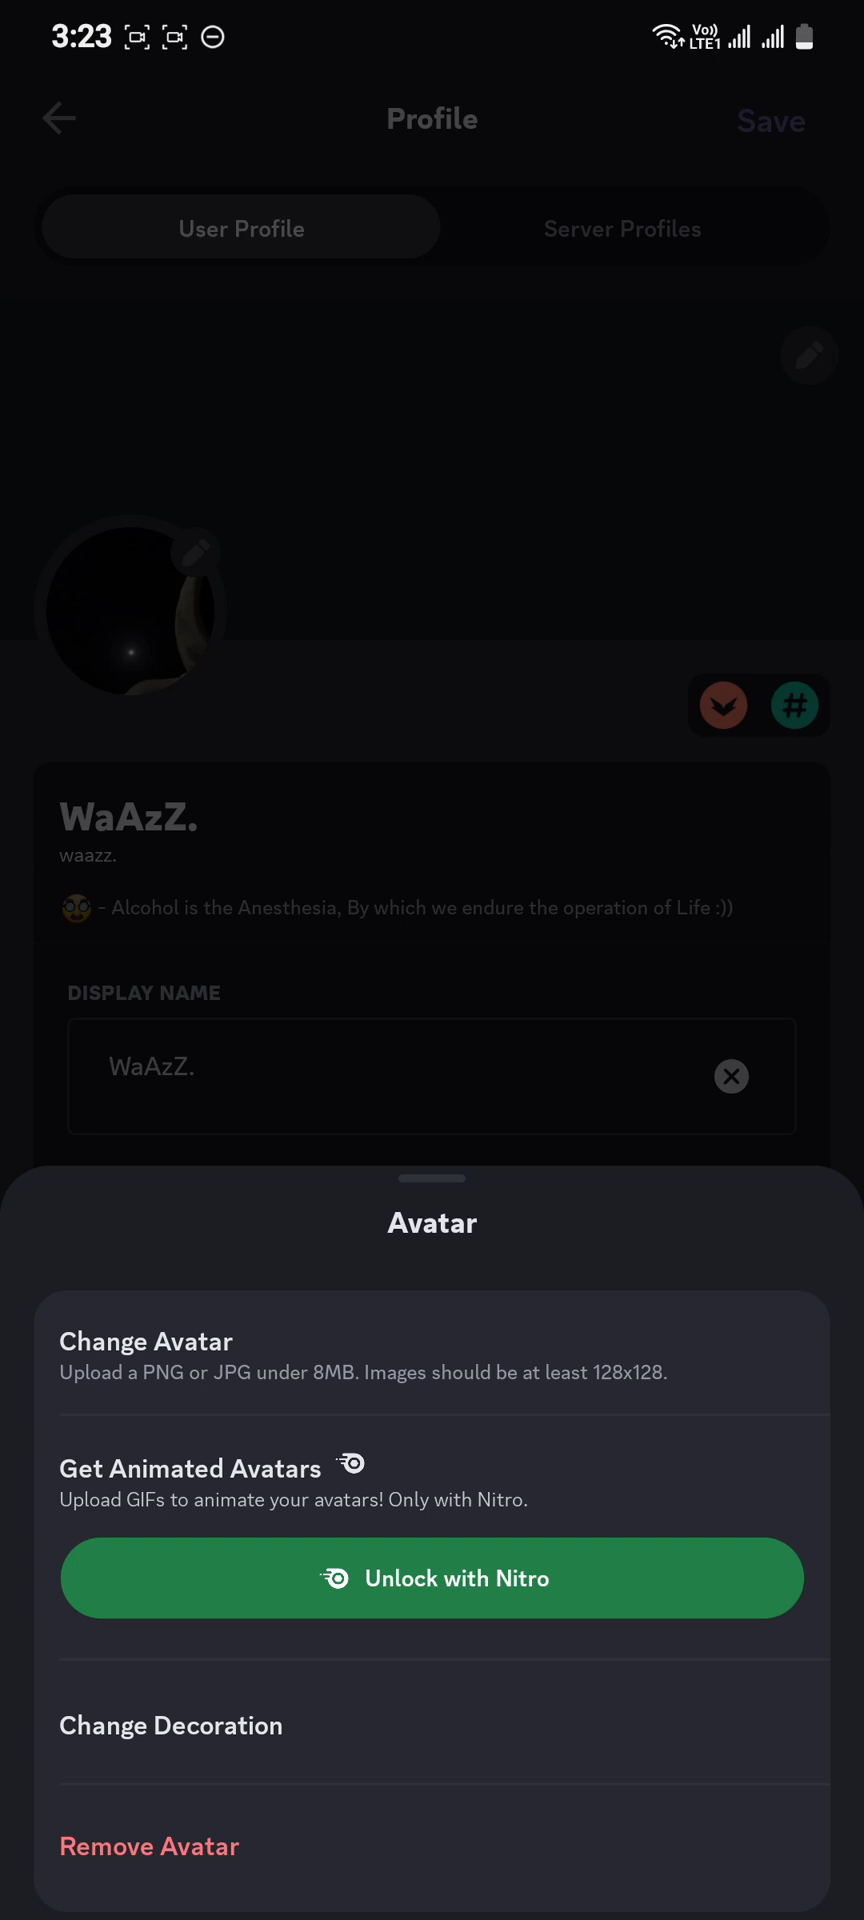 3:23
Vo)) LTE1
Profile
Save
User Profile
Server Profiles
WaAzZ.
waazz.
🥸 - Alcohol is the Anesthesia, By which we endure the operation of Life :))
DISPLAY NAME
WaAzZ.
Avatar
Change Avatar
Upload a PNG or JPG under 8MB. Images should be at least 128x128.
Get Animated Avatars
Upload GIFs to animate your avatars! Only with Nitro.
Unlock with Nitro
Change Decoration
Remove Avatar